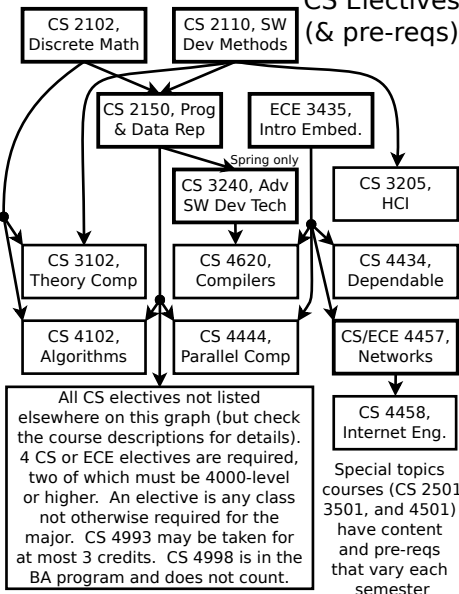 CS Electives
(& pre-reqs)
CS 2102,
Discrete Math
CS 2110, SW
Dev Methods
CS 2150, Prog
& Data Rep
ECE 3435,
Intro Embed.
Spring only
CS 3240, Adv
SW Dev Tech
CS 3205,
HCI
CS 3102,
Theory Comp
CS 4620,
Compilers
CS 4434,
Dependable
CS 4102,
Algorithms
CS 4444,
Parallel Comp
CS/ECE 4457,
Networks
CS 4458,
Internet Eng.
All CS electives not listed
elsewhere on this graph (but check
the course descriptions for details).
4 CS or ECE electives are required,
two of which must be 4000-level
or higher. An elective is any class
not otherwise required for the
major. CS 4993 may be taken for
at most 3 credits. CS 4998 is in the
BA program and does not count.
Special topics
courses (CS 2501,
3501, and 4501)
have content
and pre-reqs
that vary each
semester